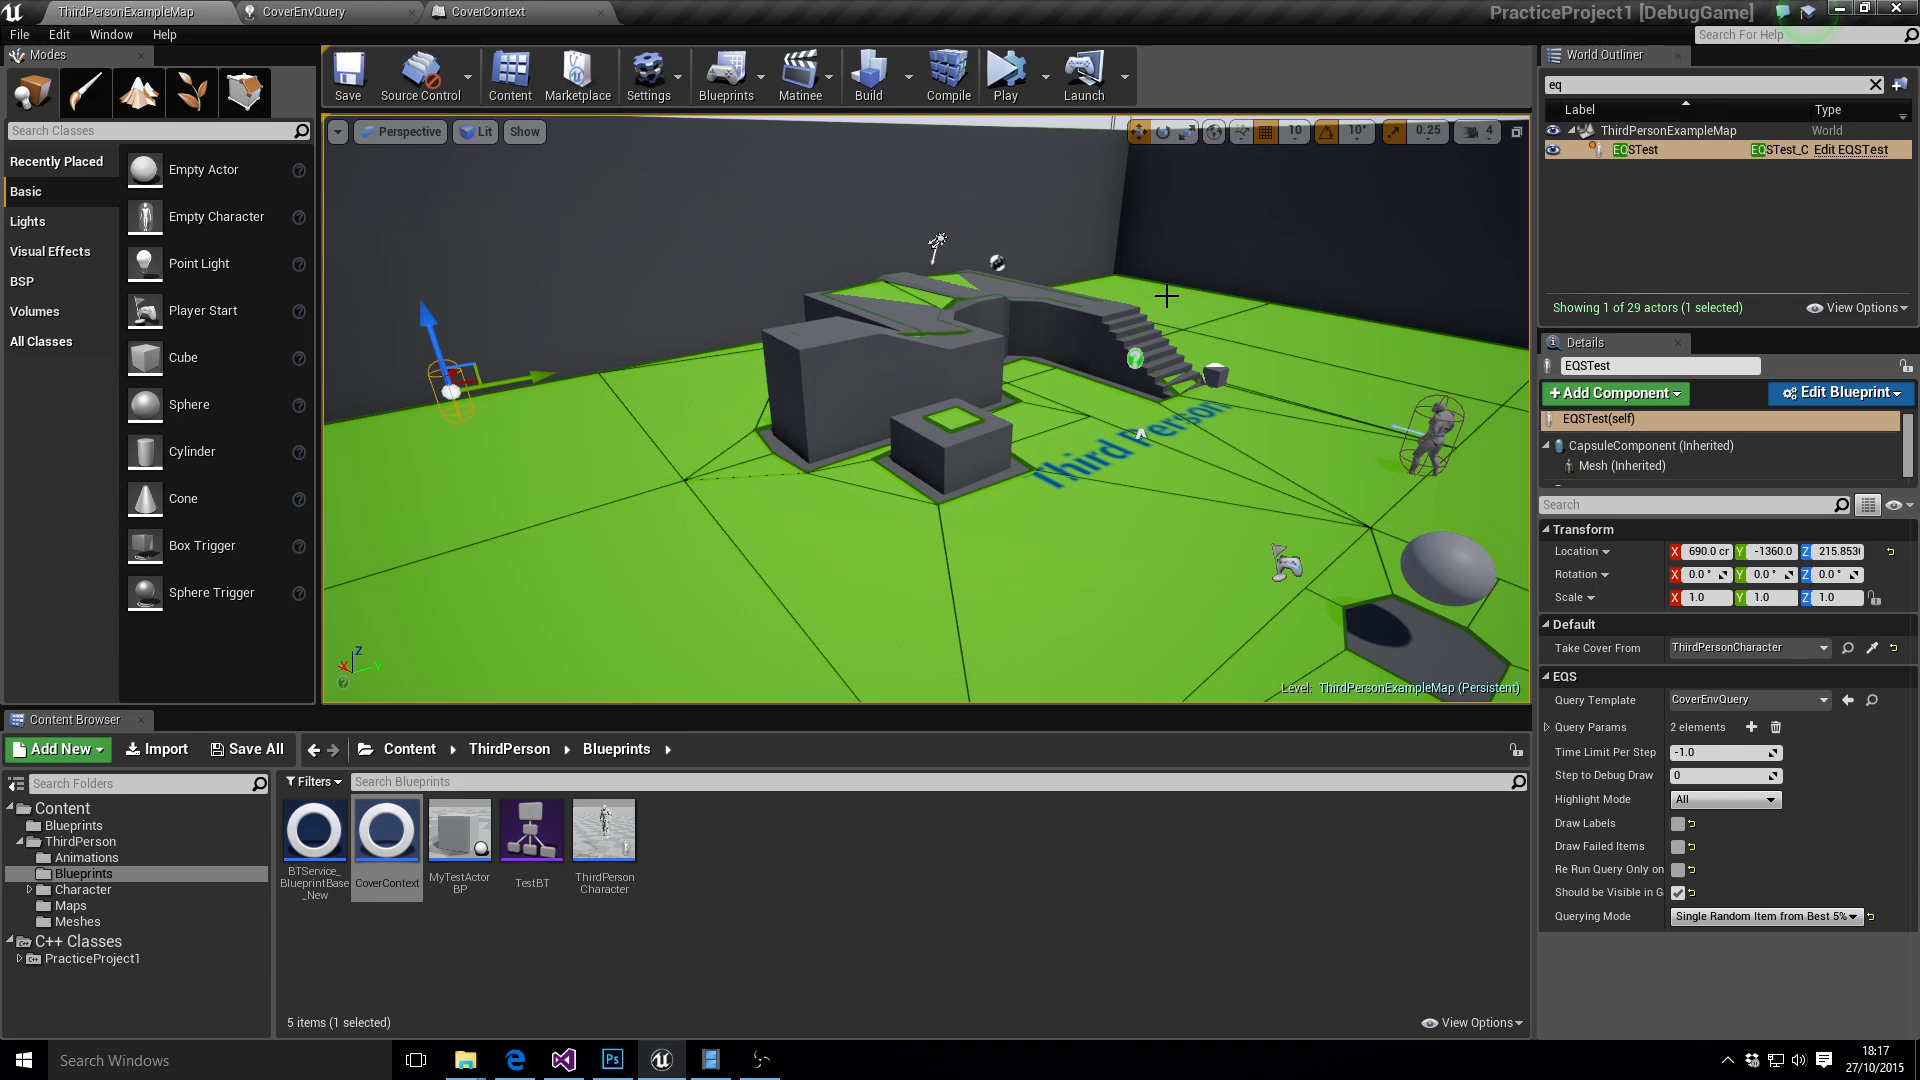 ThirdPersonExampleMap
CoverEnvQuery
CoverContext
PracticeProject1 [DebugGame]
File
Edit
Window
Help
Search For Help
Modes
Search Classes
Recently Placed
Basic
Lights
Visual Effects
BSP
Volumes
All Classes
Empty Actor
Empty Character
Point Light
Player Start
Cube
Sphere
Cylinder
Cone
Box Trigger
Sphere Trigger
Save
Source Control
Content
Marketplace
Settings
Blueprints
Matinee
Build
Compile
Play
Launch
Perspective
Lit
Show
10
10°
0.25
4
Third Person
X
Z
Y
Level: ThirdPersonExampleMap (Persistent)
World Outliner
eq
Label
Type
ThirdPersonExampleMap
World
EQSTest
EQSTest_C
Edit EQSTest
Showing 1 of 29 actors (1 selected)
View Options
Details
EQSTest
Add Component
Edit Blueprint
EQSTest(self)
CapsuleComponent (Inherited)
Mesh (Inherited)
Search
Transform
Location
X 690.0 cr Y -1360.0 Z 215.853
Rotation
X 0.0 ° Y 0.0 ° Z 0.0 °
Scale
X 1.0 Y 1.0 Z 1.0
Default
Take Cover From
ThirdPersonCharacter
EQS
Query Template
CoverEnvQuery
Query Params
2 elements
Time Limit Per Step
-1.0
Step to Debug Draw
0
Highlight Mode
All
Draw Labels
Draw Failed Items
Re Run Query Only on
Should be Visible in G
Querying Mode
Single Random Item from Best 5%
Content Browser
Add New
Import
Save All
Content
ThirdPerson
Blueprints
Search Folders
Filters
Search Blueprints
Content
Blueprints
ThirdPerson
Animations
Blueprints
Character
Maps
Meshes
C++ Classes
PracticeProject1
BTService_
BlueprintBase
_New
CoverContext
MyTestActor
BP
TestBT
ThirdPerson
Character
5 items (1 selected)
View Options
Search Windows
18:17
27/10/2015